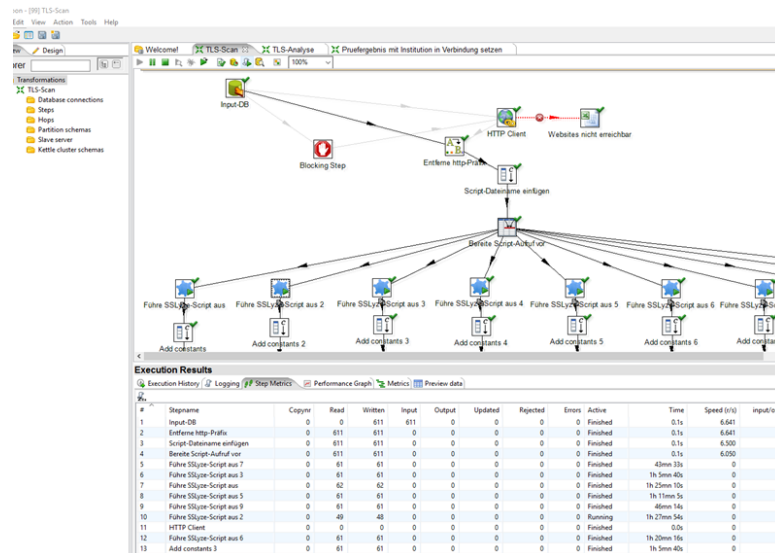 ion - [99] TLS-Scan
Edit View Action Tools Help
Design
Welcome! TLS-Scan TLS-Analyse Pruefergebnis mit Institution in Verbindung setzen
100%
Transformations
TLS-Scan
Database connections
Steps
Hops
Partition schemas
Slave server
Kettle cluster schemas
Input-DB
HTTP Client
Websites nicht erreichbar
Blocking Step
Entferne http-Präfix
Script-Dateiname einfügen
Bereite Script-Aufruf vor
Führe SSLyze-Script aus Führe SSLyze-Script aus 2 Führe SSLyze-Script aus 3 Führe SSLyze-Script aus 4 Führe SSLyze-Script aus 5 Führe SSLyze-Script aus 6
Add constants Add constants 2 Add constants 3 Add constants 4 Add constants 5 Add constants 6
Execution Results
Execution History Logging Step Metrics Performance Graph Metrics Preview data
# Stepname Copynr Read Written Input Output Updated Rejected Errors Active Time Speed (r/s) input/o
1 Input-DB 0 0 611 611 0 0 0 0 Finished 0.1s 6.641
2 Entferne http-Präfix 0 611 611 0 0 0 0 0 Finished 0.1s 6.641
3 Script-Dateiname einfügen 0 611 611 0 0 0 0 0 Finished 0.1s 6.500
4 Bereite Script-Aufruf vor 0 611 611 0 0 0 0 0 Finished 0.1s 6.050
5 Führe SSLyze-Script aus 7 0 61 61 0 0 0 0 0 Finished 43mn 33s 0
6 Führe SSLyze-Script aus 3 0 61 61 0 0 0 0 0 Finished 1h 5mn 40s 0
7 Führe SSLyze-Script aus 0 62 62 0 0 0 0 0 Finished 1h 25mn 10s 0
8 Führe SSLyze-Script aus 5 0 61 61 0 0 0 0 0 Finished 1h 11mn 5s 0
9 Führe SSLyze-Script aus 9 0 61 61 0 0 0 0 0 Finished 46mn 14s 0
10 Führe SSLyze-Script aus 2 0 49 48 0 0 0 0 0 Running 1h 27mn 54s 0
11 HTTP Client 0 0 0 0 0 0 0 0 Finished 0.0s 0
12 Führe SSLyze-Script aus 6 0 61 61 0 0 0 0 0 Finished 1h 20mn 16s 0
13 Add constants 3 0 61 61 0 0 0 0 0 Finished 1h 5mn 40s 0